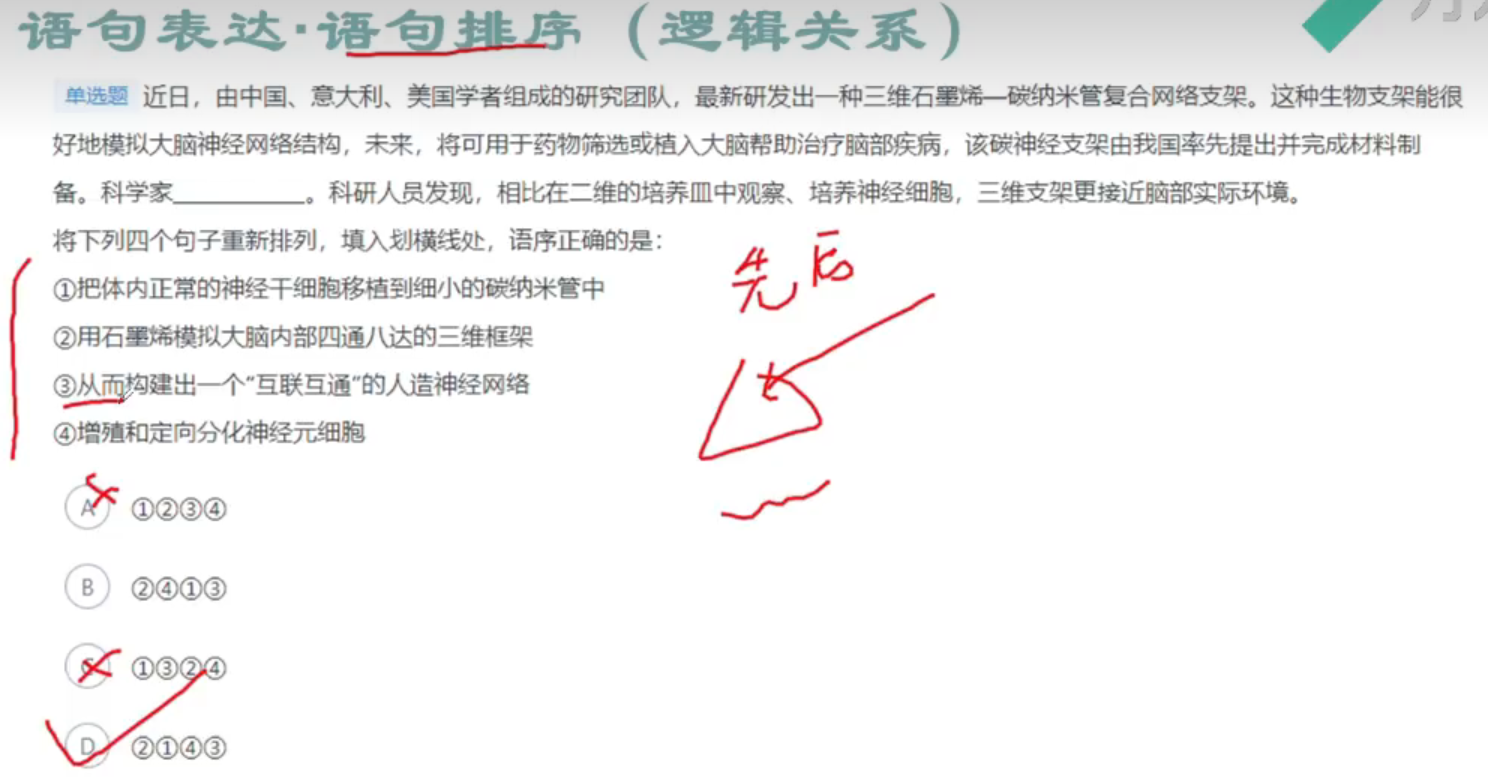 语句表达·语句排序（逻辑关系）
单选题 近日，由中国、意大利、美国学者组成的研究团队，最新研发出一种三维石墨烯—碳纳米管复合网络支架。这种生物支架能很
好地模拟大脑神经网络结构，未来，将可用于药物筛选或植入大脑帮助治疗脑部疾病，该碳神经支架由我国率先提出并完成材料制
备。科学家__________。科研人员发现，相比在二维的培养皿中观察、培养神经细胞，三维支架更接近脑部实际环境。
将下列四个句子重新排列，填入划横线处，语序正确的是：
先后
①把体内正常的神经干细胞移植到细小的碳纳米管中
②用石墨烯模拟大脑内部四通八达的三维框架
③从而构建出一个“互联互通”的人造神经网络
④增殖和定向分化神经元细胞
A ①②③④
B ②④①③
C ①③②④
D ②①④③